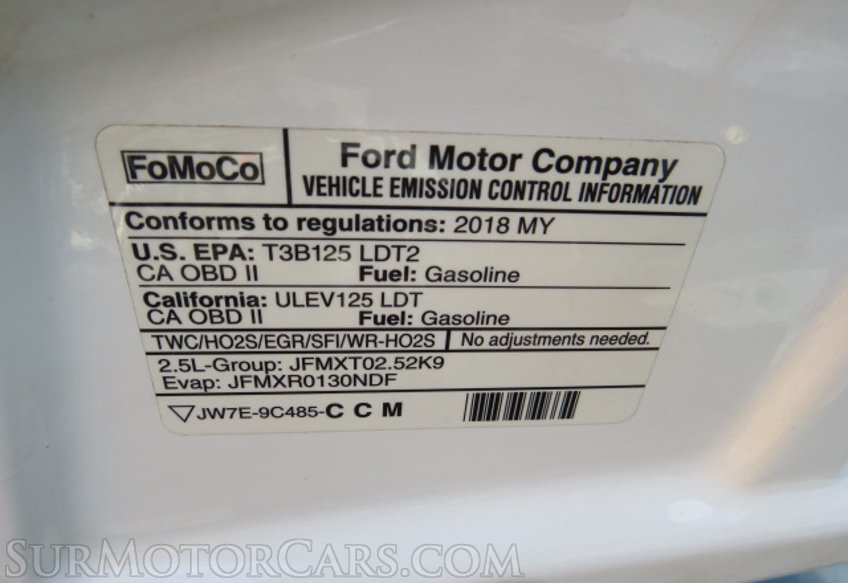 FoMoCo
Ford Motor Company
VEHICLE EMISSION CONTROL INFORMATION
Conforms to regulations: 2018 MY
U.S. EPA: T3B125 LDT2
CA OBD II Fuel: Gasoline
California: ULEV125 LDT
CA OBD II Fuel: Gasoline
TWC/HO2S/EGR/SFI/WR-HO2S No adjustments needed.
2.5L-Group: JFMXT02.52K9
Evap: JFMXR0130NDF
JW7E-9C485-C C M
SurMotorCars.com